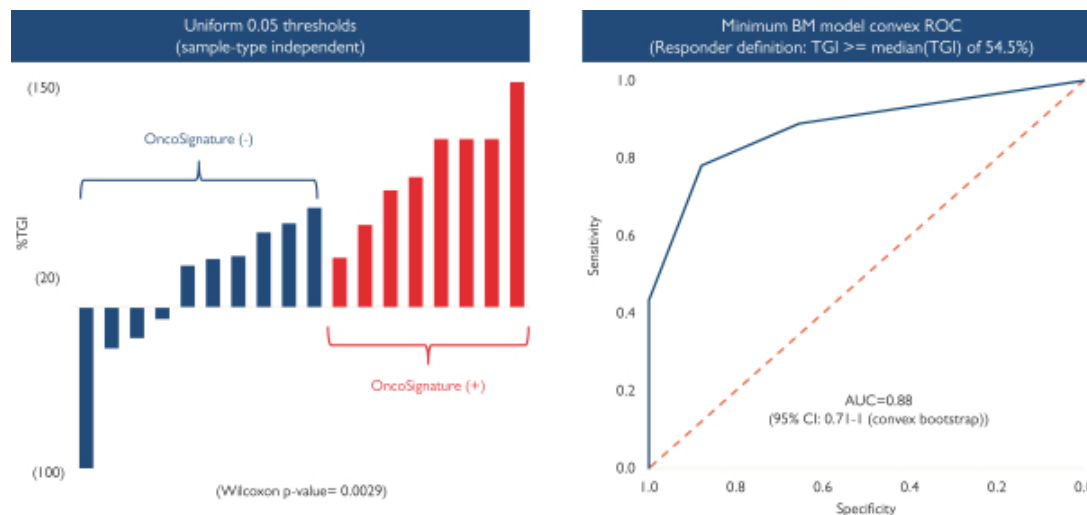 Uniform 0.05 thresholds
(sample-type independent)
(150)
OncoSignature (-)
%TGI
(20)
OncoSignature (+)
(100)
(Wilcoxon p-value= 0.0029)
Minimum BM model convex ROC
(Responder definition: TGI >= median(TGI) of 54.5%)
1.0
0.8
0.6
Sensitivity
0.4
0.2
AUC=0.88
(95% CI: 0.71-1 (convex bootstrap))
0.0
1.0 0.8 0.6 0.4 0.2 0.0
Specificity